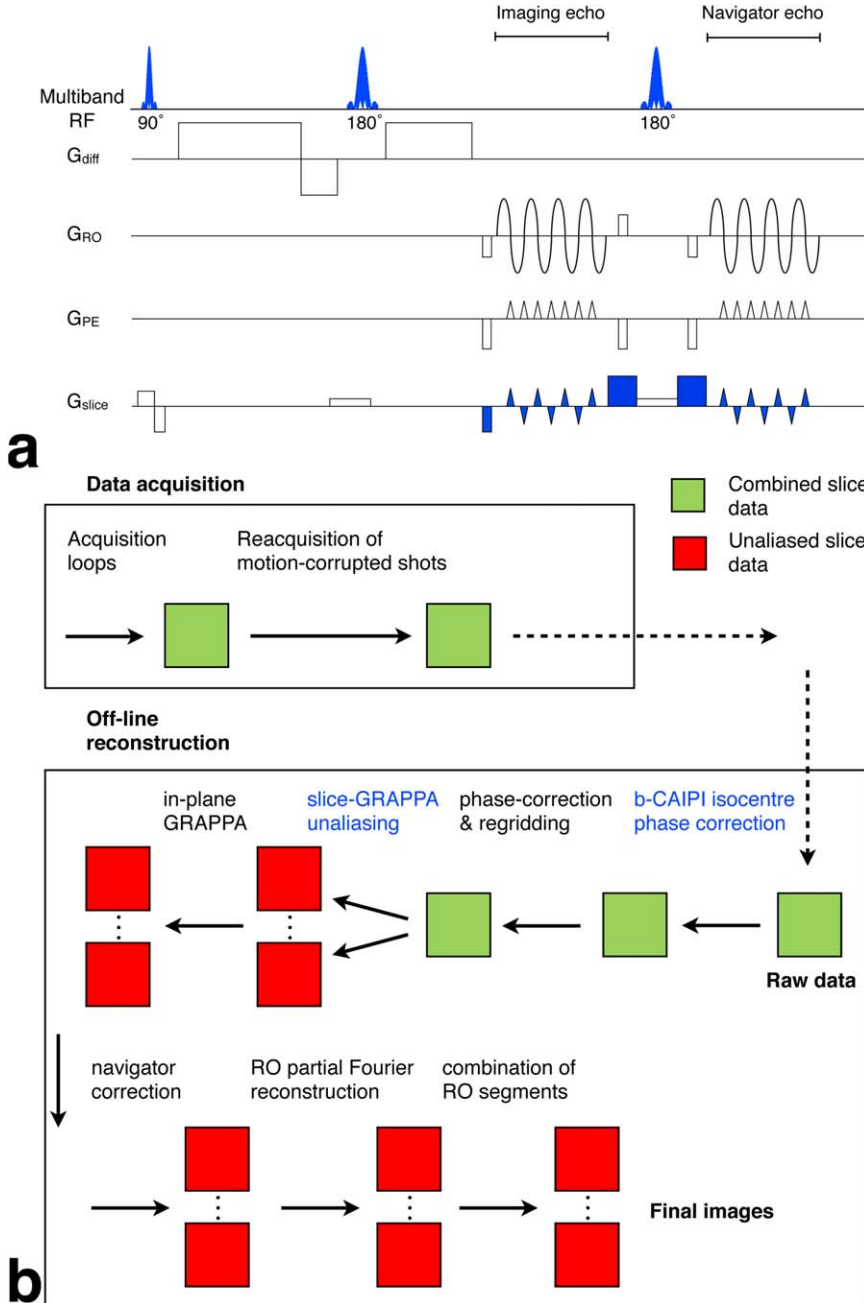 Imaging echo
Navigator echo
Multiband
RF
90°
180°
180°
Gdiff
GRO
GPE
Gslice
a
Data acquisition
Combined slice
data
Unaliased slice
data
Acquisition
loops
Reacquisition of
motion-corrupted shots
Off-line
reconstruction
in-plane
GRAPPA
slice-GRAPPA
unaliasing
phase-correction
& regridding
b-CAIPI isocentre
phase correction
Raw data
navigator
correction
RO partial Fourier
reconstruction
combination of
RO segments
Final images
b